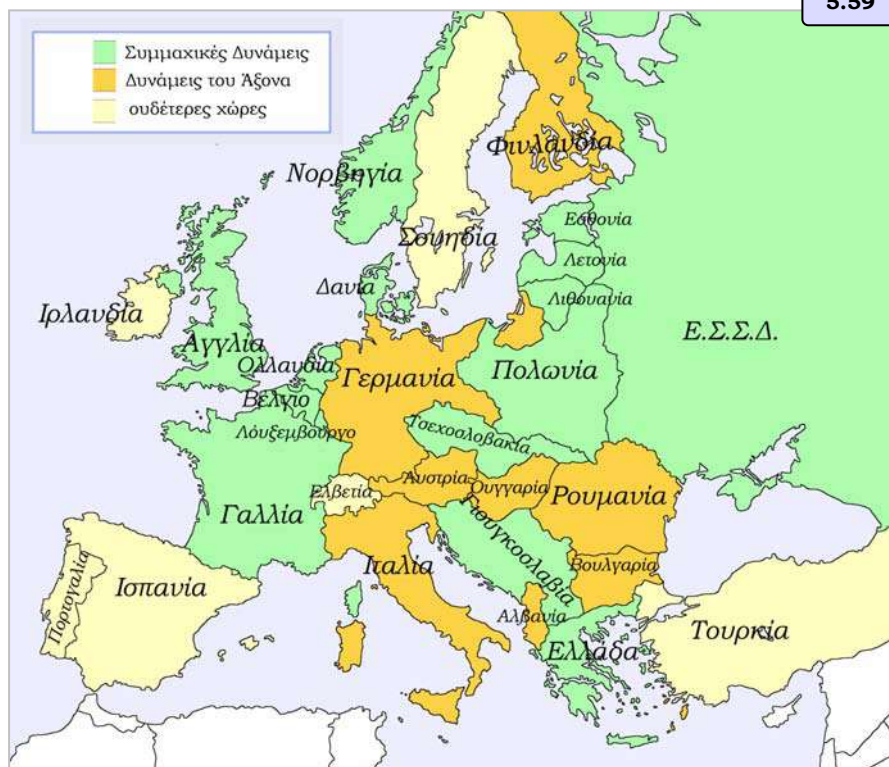 5.59
Συμμαχικές Δυνάμεις
Δυνάμεις του Άξονα
ουδέτερες χώρες
Φινλανδία
Νορβηγία
Εσθονία
Σουηδία
Λετονία
Δανία
Λιθουανία
Ιρλανδία
Ε.Σ.Σ.Δ.
Αγγλία
Ολλανδία
Γερμανία
Πολωνία
Βέλγιο
Λουξεμβούργο
Τσεχοσλοβακία
Αυστρία
Ελβετία
Ουγγαρία
Ρουμανία
Γαλλία
Γιουγκοσλαβία
Ιταλία
Βουλγαρία
Πορτογαλία
Ισπανία
Αλβανία
Τουρκία
Ελλάδα